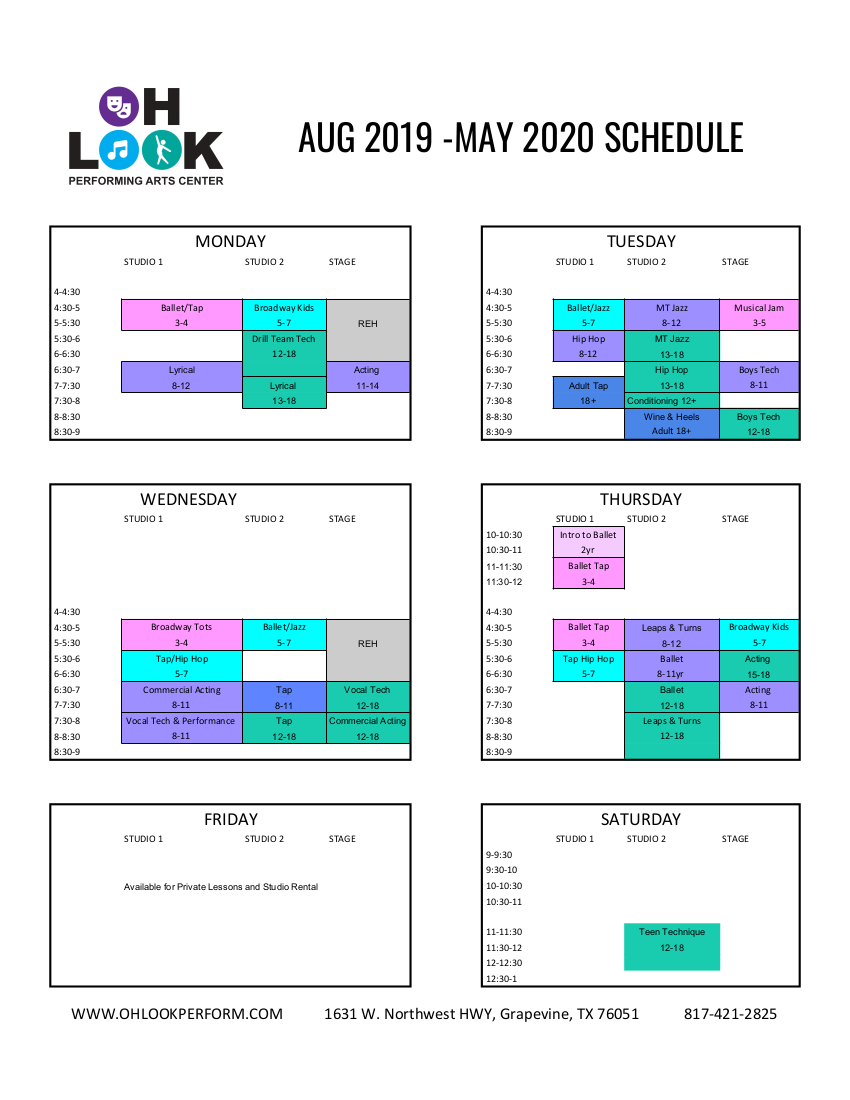 OH
LOOK
PERFORMING ARTS CENTER
AUG 2019 -MAY 2020 SCHEDULE
MONDAY
STUDIO 1 STUDIO 2 STAGE
4-4:30
4:30-5 Ballet/Tap Broadway Kids
5-5:30 3-4 5-7 REH
5:30-6 Drill Team Tech
6-6:30 12-18
6:30-7 Lyrical Acting
7-7:30 8-12 Lyrical 11-14
7:30-8 13-18
8-8:30
8:30-9
TUESDAY
STUDIO 1 STUDIO 2 STAGE
4-4:30
4:30-5 Ballet/Jazz MT Jazz Musical Jam
5-5:30 5-7 8-12 3-5
5:30-6 Hip Hop MT Jazz
6-6:30 8-12 13-18
6:30-7 Hip Hop Boys Tech
7-7:30 Adult Tap 13-18 8-11
7:30-8 18+ Conditioning 12+
8-8:30 Wine & Heels Boys Tech
8:30-9 Adult 18+ 12-18
WEDNESDAY
STUDIO 1 STUDIO 2 STAGE
4-4:30
4:30-5 Broadway Tots Ballet/Jazz
5-5:30 3-4 5-7 REH
5:30-6 Tap/Hip Hop
6-6:30 5-7
6:30-7 Commercial Acting Tap Vocal Tech
7-7:30 8-11 8-11 12-18
7:30-8 Vocal Tech & Performance Tap Commercial Acting
8-8:30 8-11 12-18 12-18
8:30-9
THURSDAY
STUDIO 1 STUDIO 2 STAGE
10-10:30 Intro to Ballet
10:30-11 2yr
11-11:30 Ballet Tap
11:30-12 3-4
4-4:30
4:30-5 Ballet Tap Leaps & Turns Broadway Kids
5-5:30 3-4 8-12 5-7
5:30-6 Tap Hip Hop Ballet Acting
6-6:30 5-7 8-11yr 15-18
6:30-7 Ballet Acting
7-7:30 12-18 8-11
7:30-8 Leaps & Turns
8-8:30 12-18
8:30-9
FRIDAY
STUDIO 1 STUDIO 2 STAGE
Available for Private Lessons and Studio Rental
SATURDAY
STUDIO 1 STUDIO 2 STAGE
9-9:30
9:30-10
10-10:30
10:30-11
11-11:30 Teen Technique
11:30-12 12-18
12-12:30
12:30-1
WWW.OHLOOKPERFORM.COM 1631 W. Northwest HWY, Grapevine, TX 76051 817-421-2825